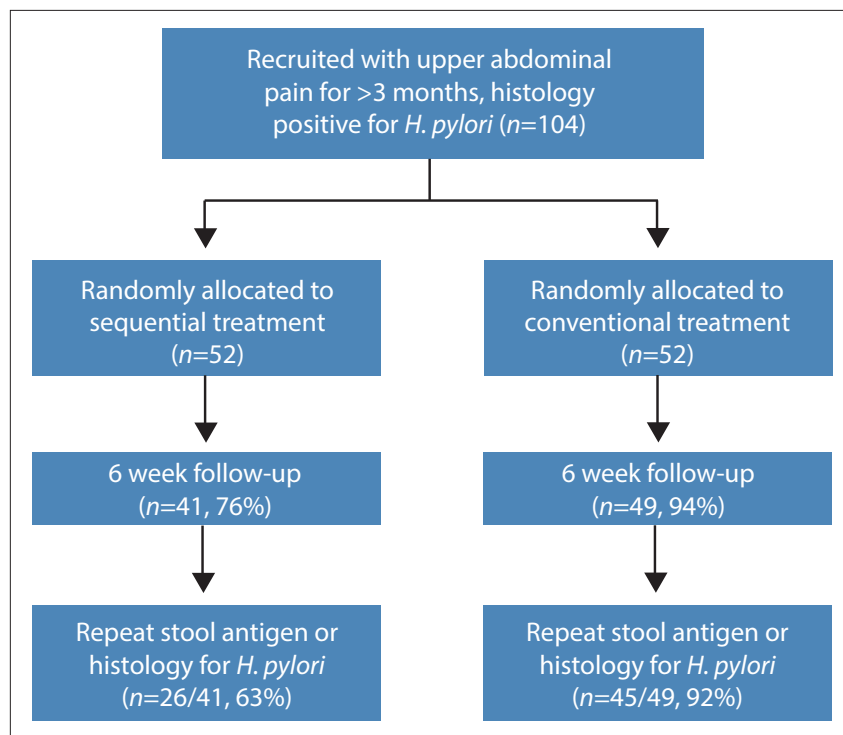 Recruited with upper abdominal
pain for >3 months, histology
positive for H. pylori (n=104)
Randomly allocated to
sequential treatment
(n=52)
Randomly allocated to
conventional treatment
(n=52)
6 week follow-up
(n=41, 76%)
6 week follow-up
(n=49, 94%)
Repeat stool antigen or
histology for H. pylori
(n=26/41, 63%)
Repeat stool antigen or
histology for H. pylori
(n=45/49, 92%)